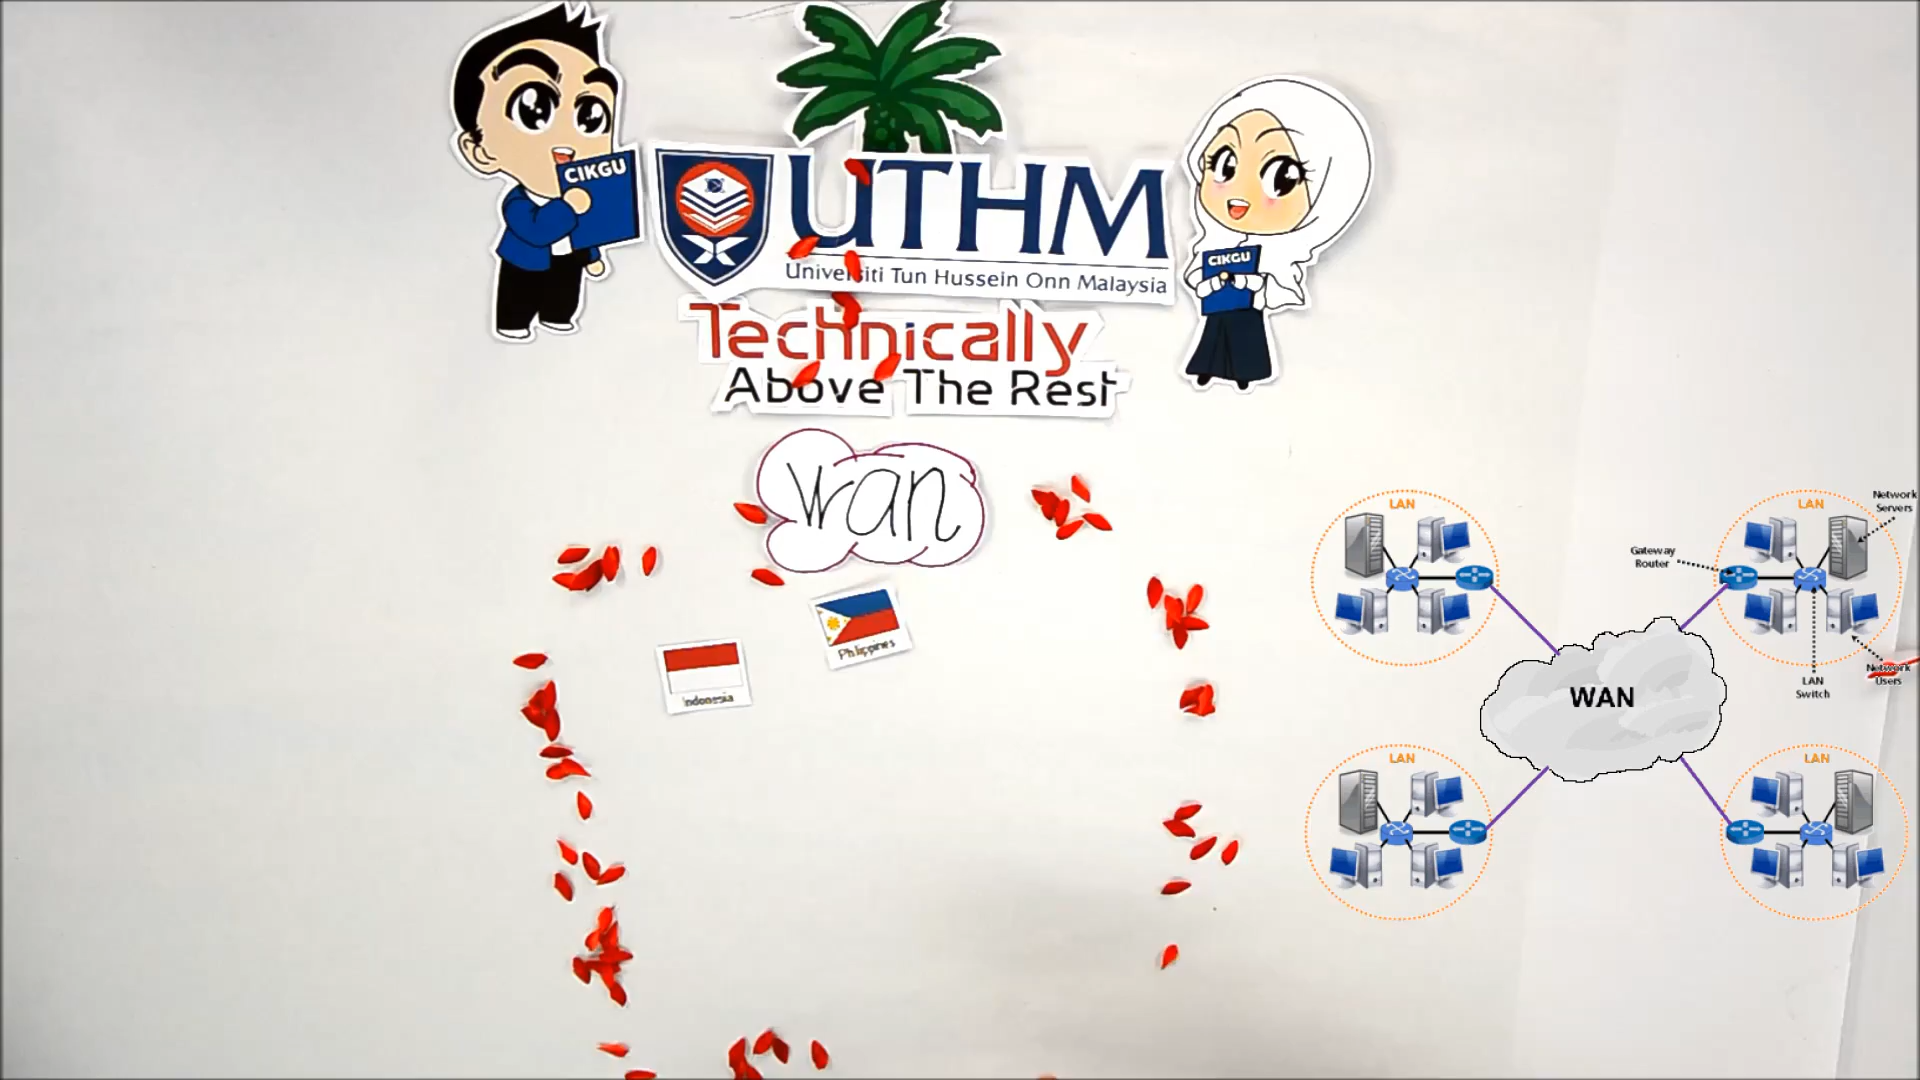 CIKGU
UTHM
Universiti Tun Hussein Onn Malaysia
CIKGU
Technically
Above The Rest
wan
Philippines
Indonesia
LAN
LAN
Network
Servers
Gateway
Router
WAN
LAN
Switch
Network
Users
LAN
LAN